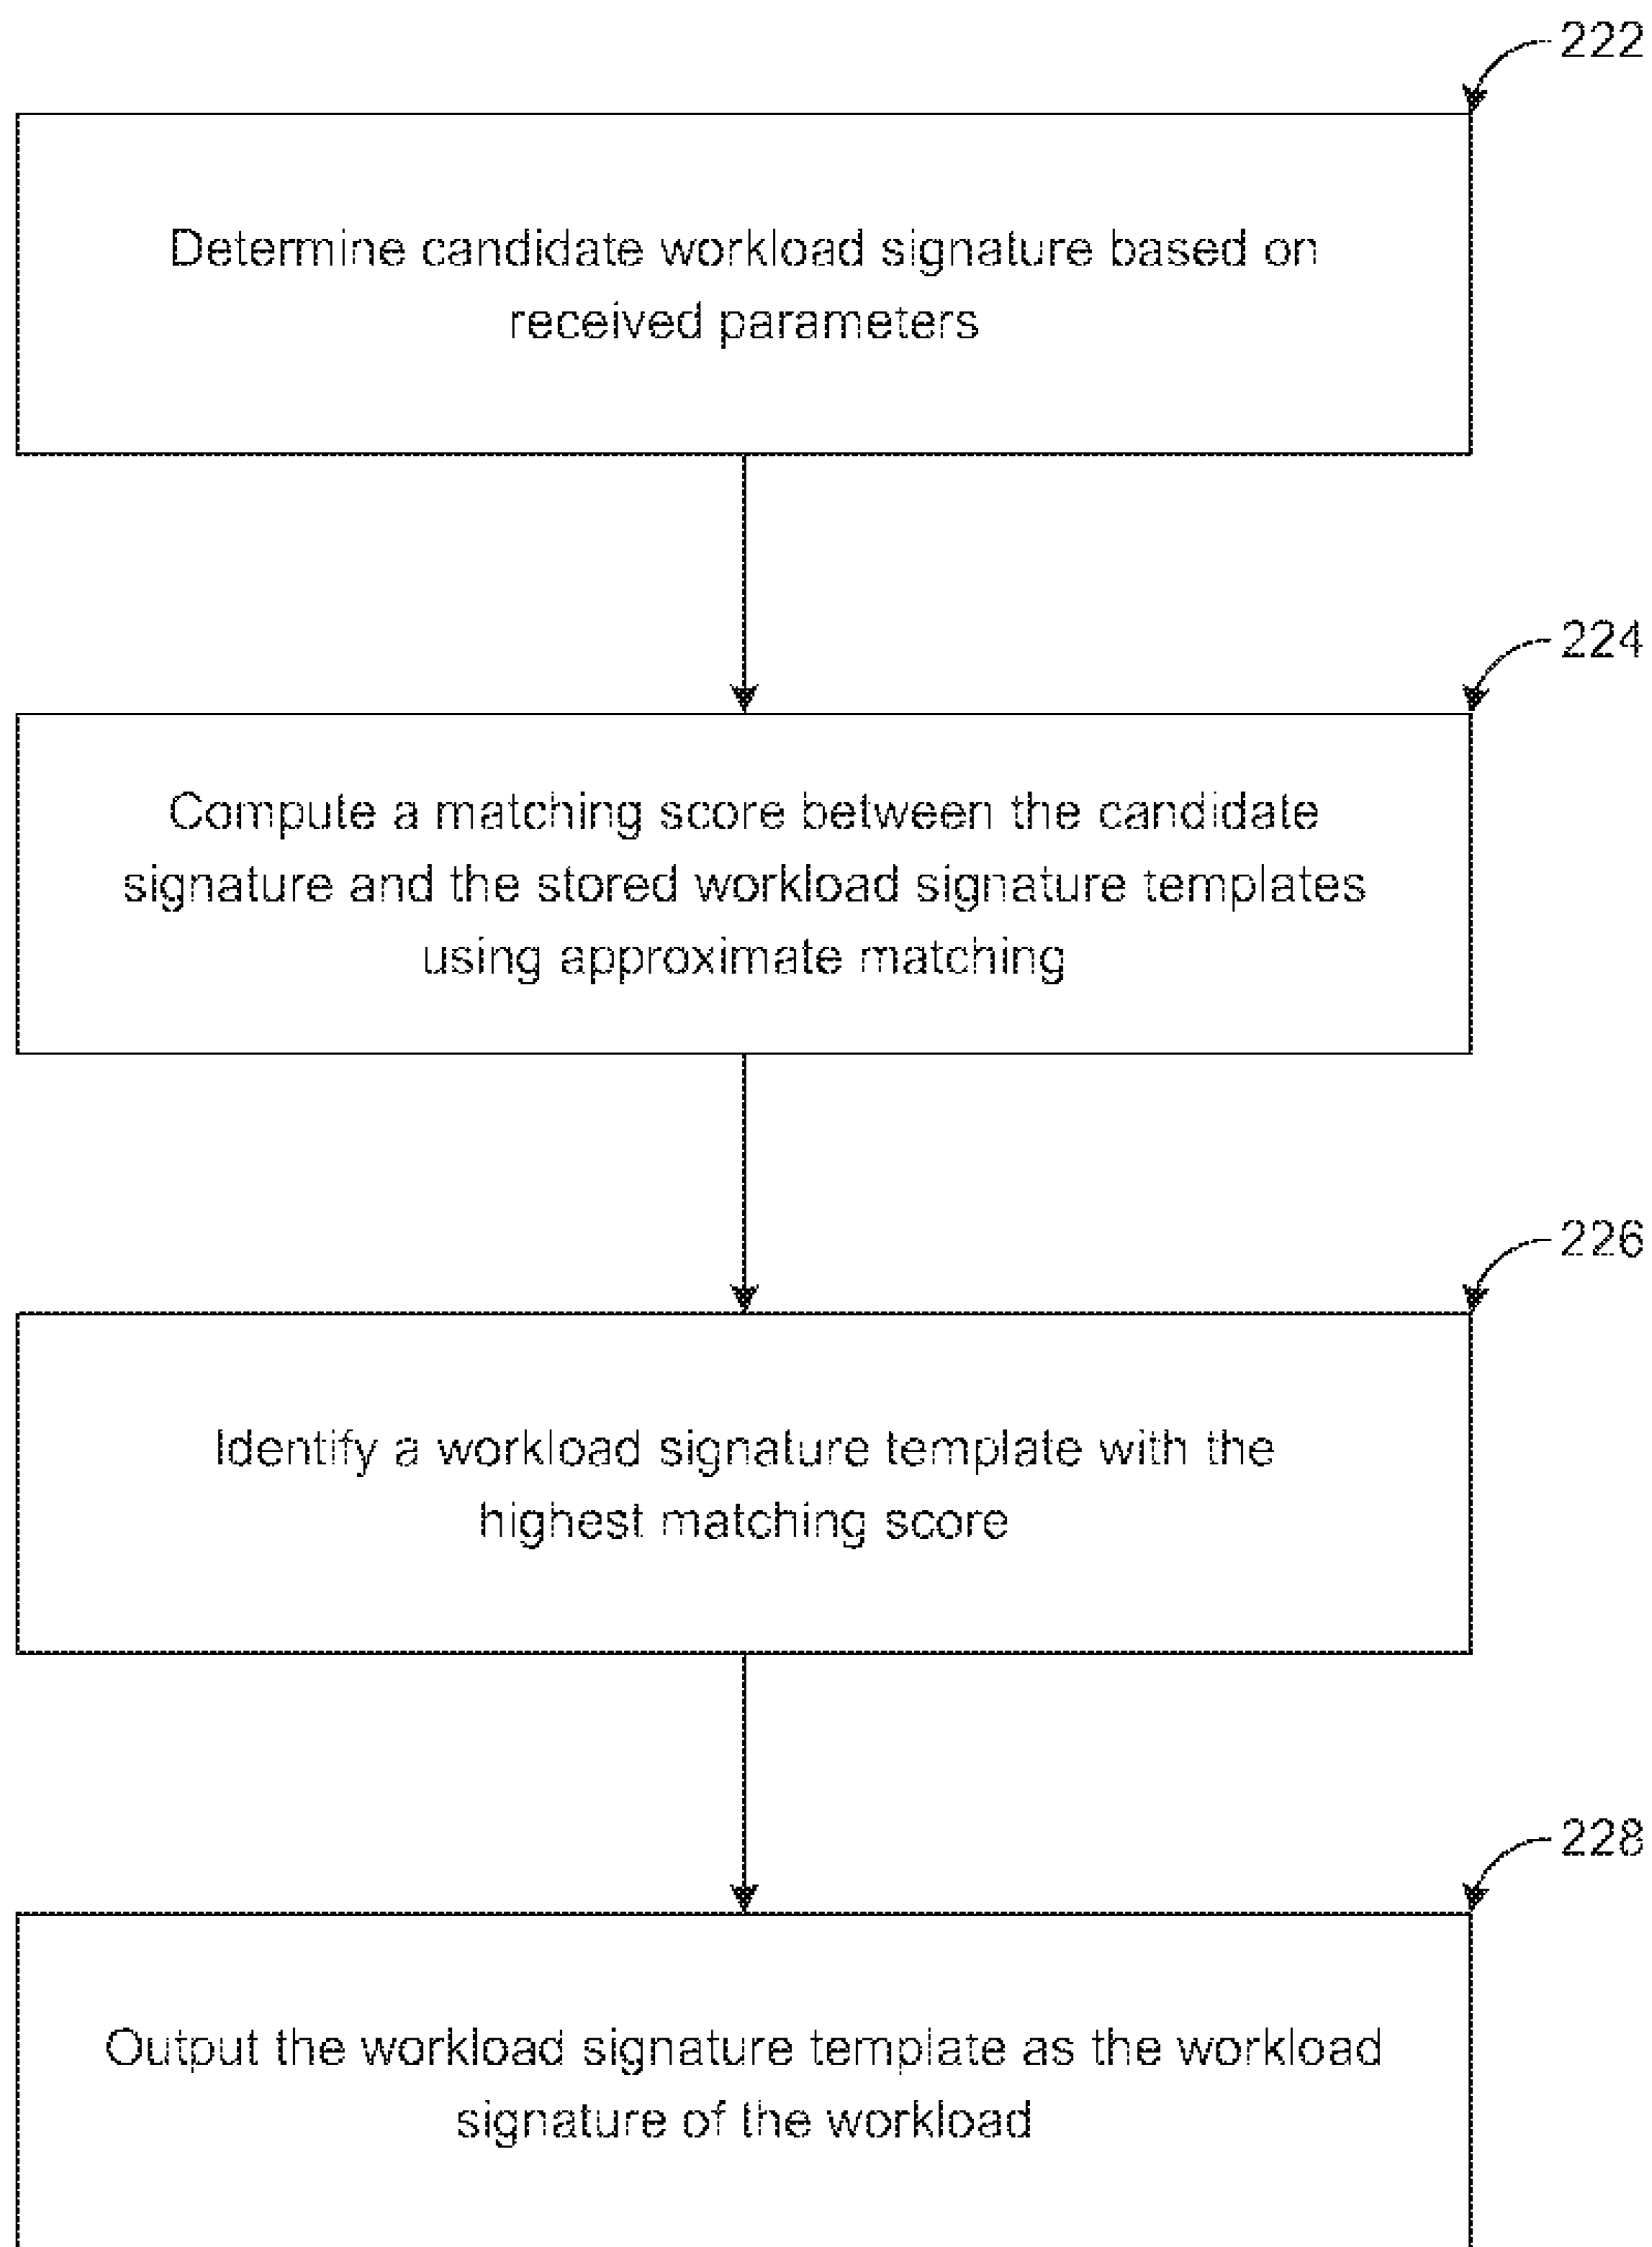 222
Determine candidate workload signature based on
received parameters
224
Compute a matching score between the candidate
signature and the stored workload signature templates
using approximate matching
226
Identify a workload signature template with the
highest matching score
228
Output the workload signature template as the workload
signature of the workload